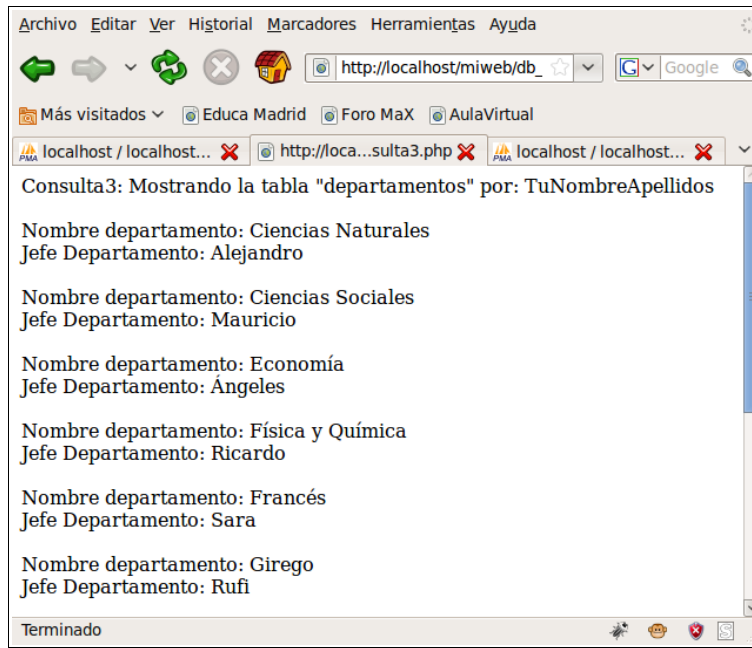 Archivo Editar Ver Historial Marcadores Herramientas Ayuda
http://localhost/miweb/db_
G Google
Más visitados Educa Madrid Foro MaX AulaVirtual
PMA localhost / localhost... http://loca...sulta3.php PMA localhost / localhost...
Consulta3: Mostrando la tabla "departamentos" por: TuNombreApellidos
Nombre departamento: Ciencias Naturales
Jefe Departamento: Alejandro
Nombre departamento: Ciencias Sociales
Jefe Departamento: Mauricio
Nombre departamento: Economía
Jefe Departamento: Ángeles
Nombre departamento: Física y Química
Jefe Departamento: Ricardo
Nombre departamento: Francés
Jefe Departamento: Sara
Nombre departamento: Girego
Jefe Departamento: Rufi
Terminado S